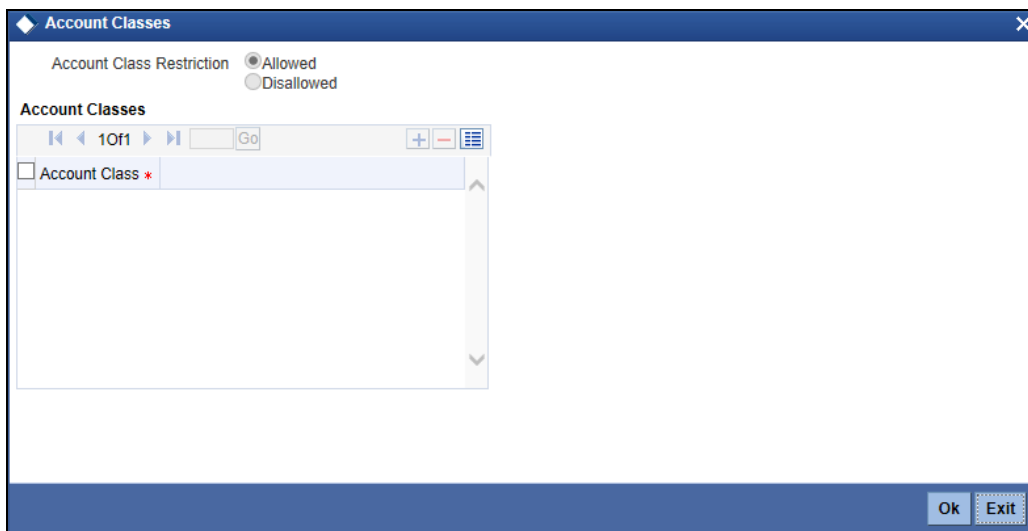 Account Classes
Account Class Restriction Allowed
Disallowed
Account Classes
1Of1 Go
Account Class *
Ok Exit